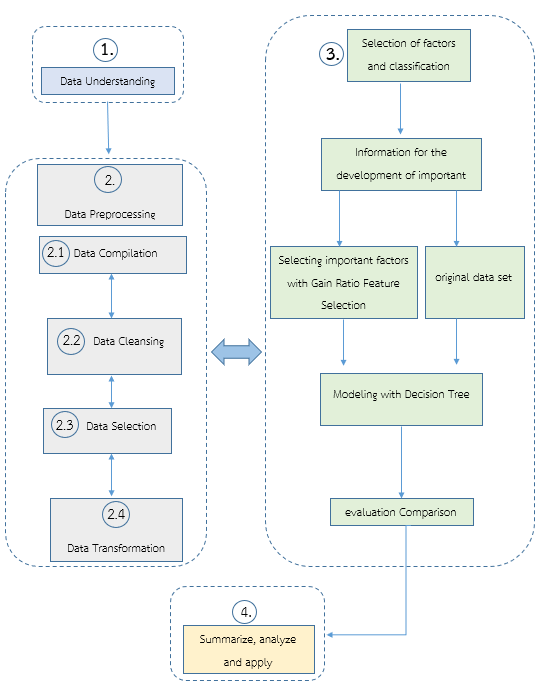 1.
Data Understanding
2.
Data Preprocessing
2.1 Data Compilation
2.2 Data Cleansing
2.3 Data Selection
2.4
Data Transformation
3.
Selection of factors
and classification
Information for the
development of important
Selecting important factors
with Gain Ratio Feature
Selection
original data set
Modeling with Decision Tree
evaluation Comparison
4.
Summarize, analyze
and apply